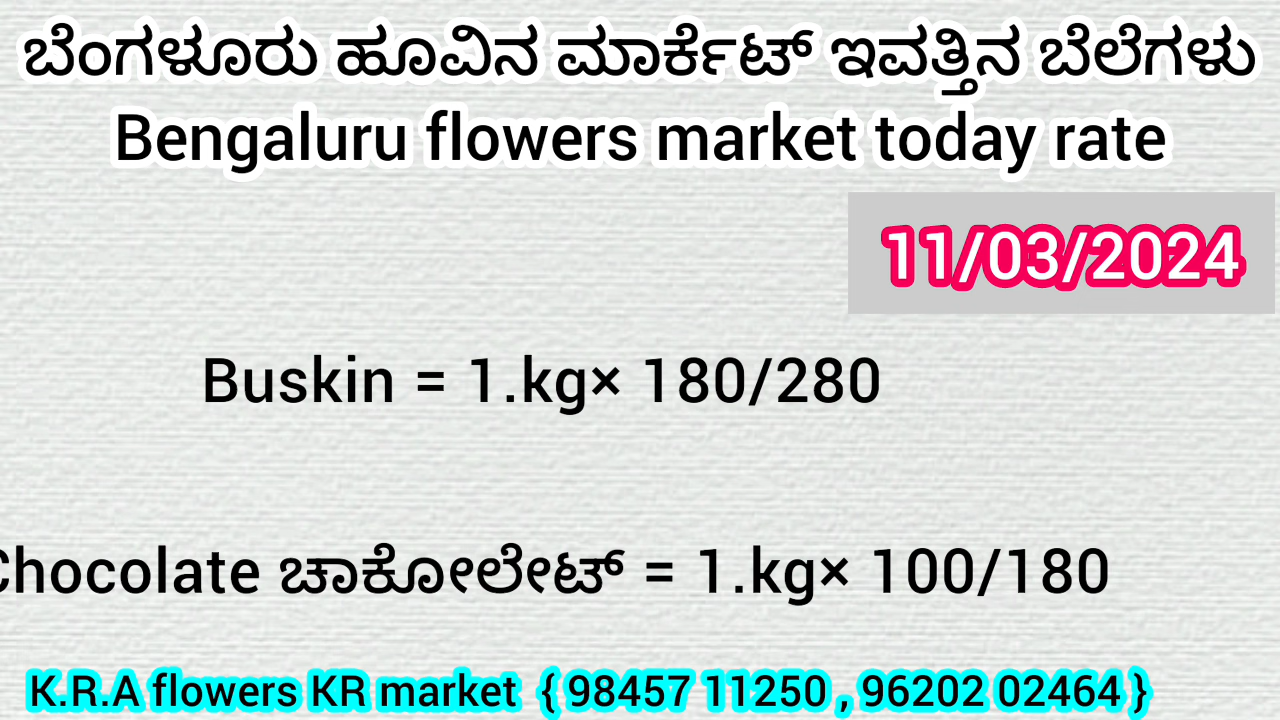 ಬೆಂಗಳೂರು ಹೂವಿನ ಮಾರ್ಕೆಟ್ ಇವತ್ತಿನ ಬೆಲೆಗಳು
Bengaluru flowers market today rate
11/03/2024
Buskin = 1.kg× 180/280
Chocolate ಚಾಕೋಲೇಟ್ = 1.kg× 100/180
K.R.A flowers KR market { 98457 11250 , 96202 02464 }